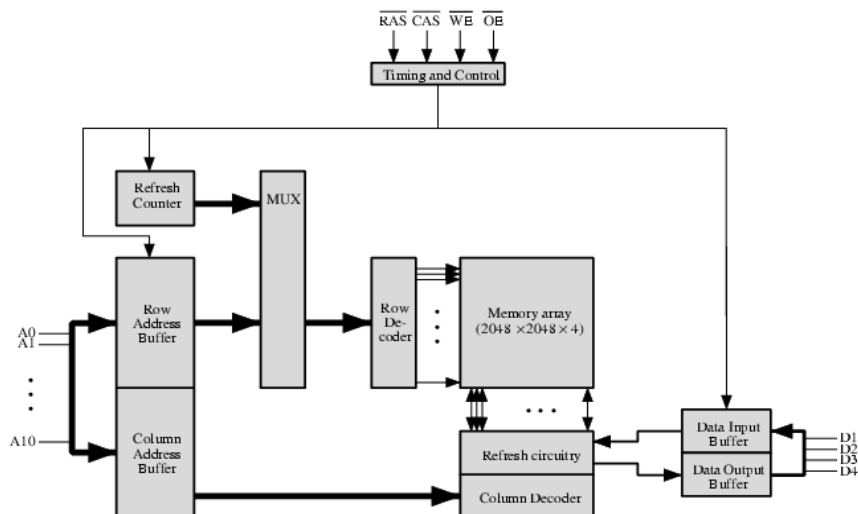 RAS CAS WE OE
Timing and Control
Refresh
Counter
MUX
Row
Address
Buffer
Row
De-
coder
Memory array
(2048 ×2048 × 4)
A0
A1
A10
Column
Address
Buffer
Refresh circuitry
Column Decoder
Data Input
Buffer
Data Output
Buffer
D1
D2
D3
D4